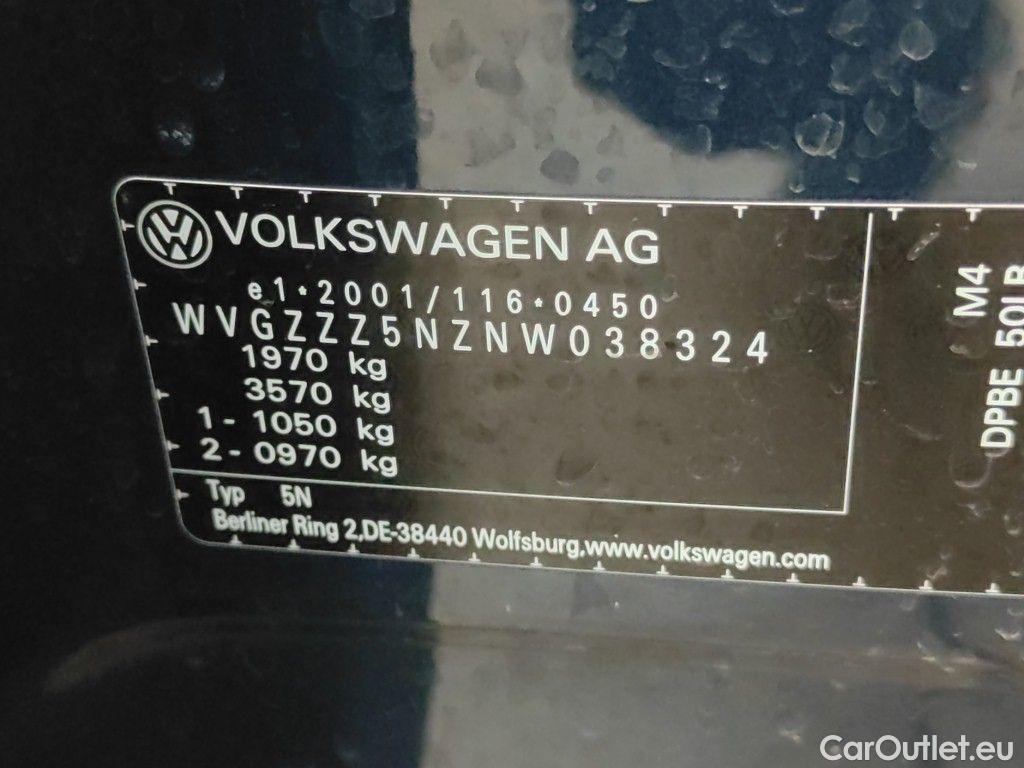 VOLKSWAGEN AG
e1*2001/116*0450
WVGZZZ5NZNW038324
1970 kg
3570 kg
1 - 1050 kg
2 - 0970 kg
Typ 5N
Berliner Ring 2,DE-38440 Wolfsburg,www.volkswagen.com
M4
DPBE 50LB
CarOutlet.eu